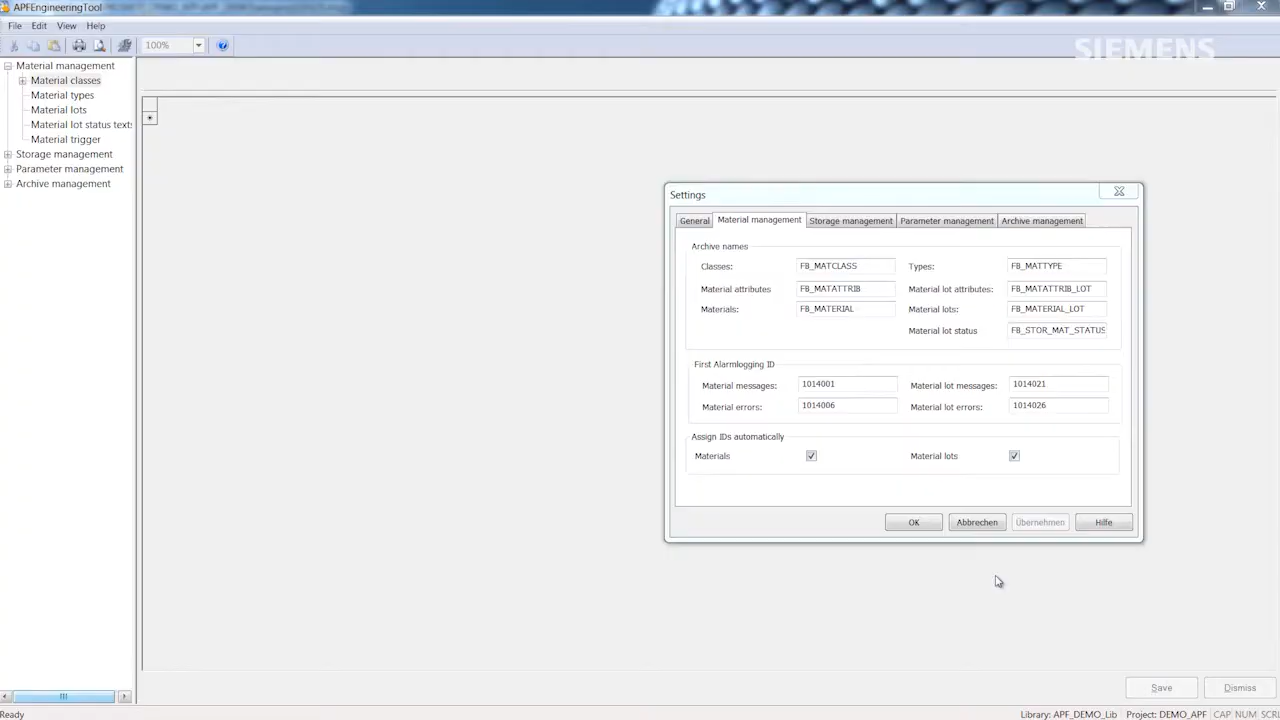 APFEngineeringTool
File Edit View Help
100%
SIEMENS
Material management
Material classes
Material types
Material lots
Material lot status texts
Material trigger
Storage management
Parameter management
Archive management
Settings
General Material management Storage management Parameter management Archive management
Archive names
Classes: FB_MATCLASS Types: FB_MATTYPE
Material attributes FB_MATATTRIB Material lot attributes: FB_MATATTRIB_LOT
Materials: FB_MATERIAL Material lots: FB_MATERIAL_LOT
Material lot status FB_STOR_MAT_STATUS
First Alarmlogging ID
Material messages: 1014001 Material lot messages: 1014021
Material errors: 1014006 Material lot errors: 1014026
Assign IDs automatically
Materials Material lots
OK Abbrechen Übernehmen Hilfe
Save Dismiss
Ready Library: APF_DEMO_Lib Project: DEMO_APF CAP NUM SCRL